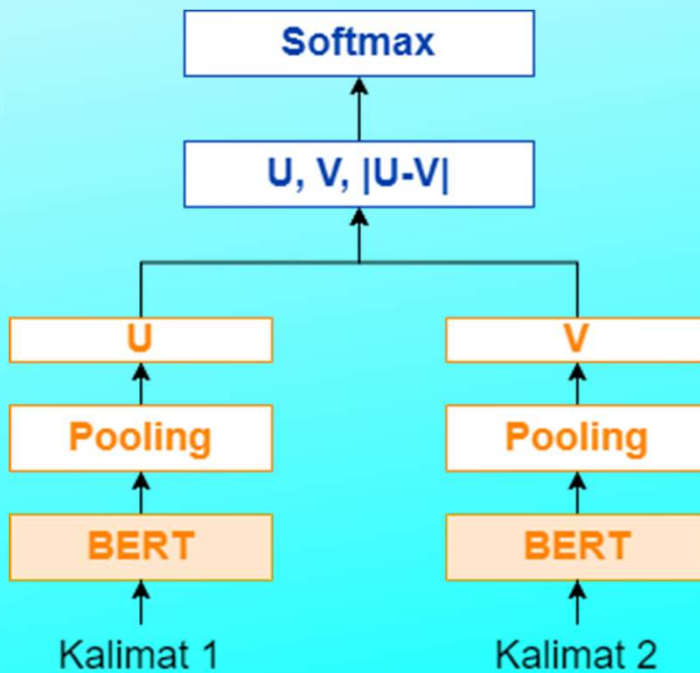 Softmax
U, V, |U-V|
U
V
Pooling
Pooling
BERT
BERT
Kalimat 1
Kalimat 2